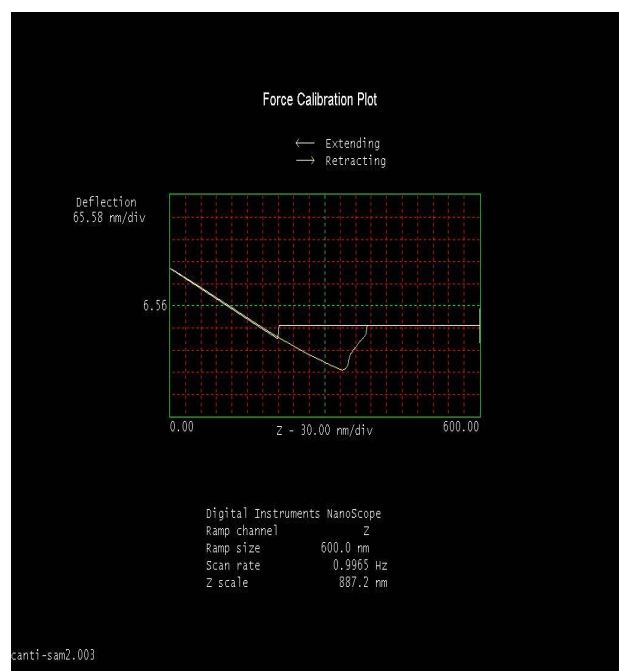 Force Calibration Plot
← Extending
→ Retracting
Deflection
65.58 nm/div
6.56
0.00 Z - 30.00 nm/div 600.00
Digital Instruments NanoScope
Ramp channel Z
Ramp size 600.0 nm
Scan rate 0.9965 Hz
Z scale 887.2 nm
canti-sam2.003